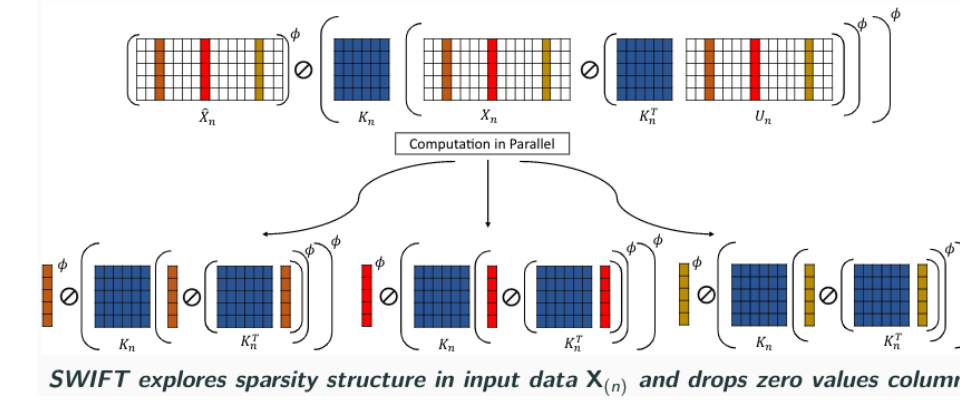 ϕ ϕ ϕ
X̂ₙ Kₙ Xₙ Kₙᵀ Uₙ
Computation in Parallel
ϕ ϕ ϕ ϕ ϕ ϕ ϕ ϕ
Kₙ Kₙᵀ Kₙ Kₙᵀ Kₙ Kₙᵀ
SWIFT explores sparsity structure in input data X₍ₙ₎ and drops zero values